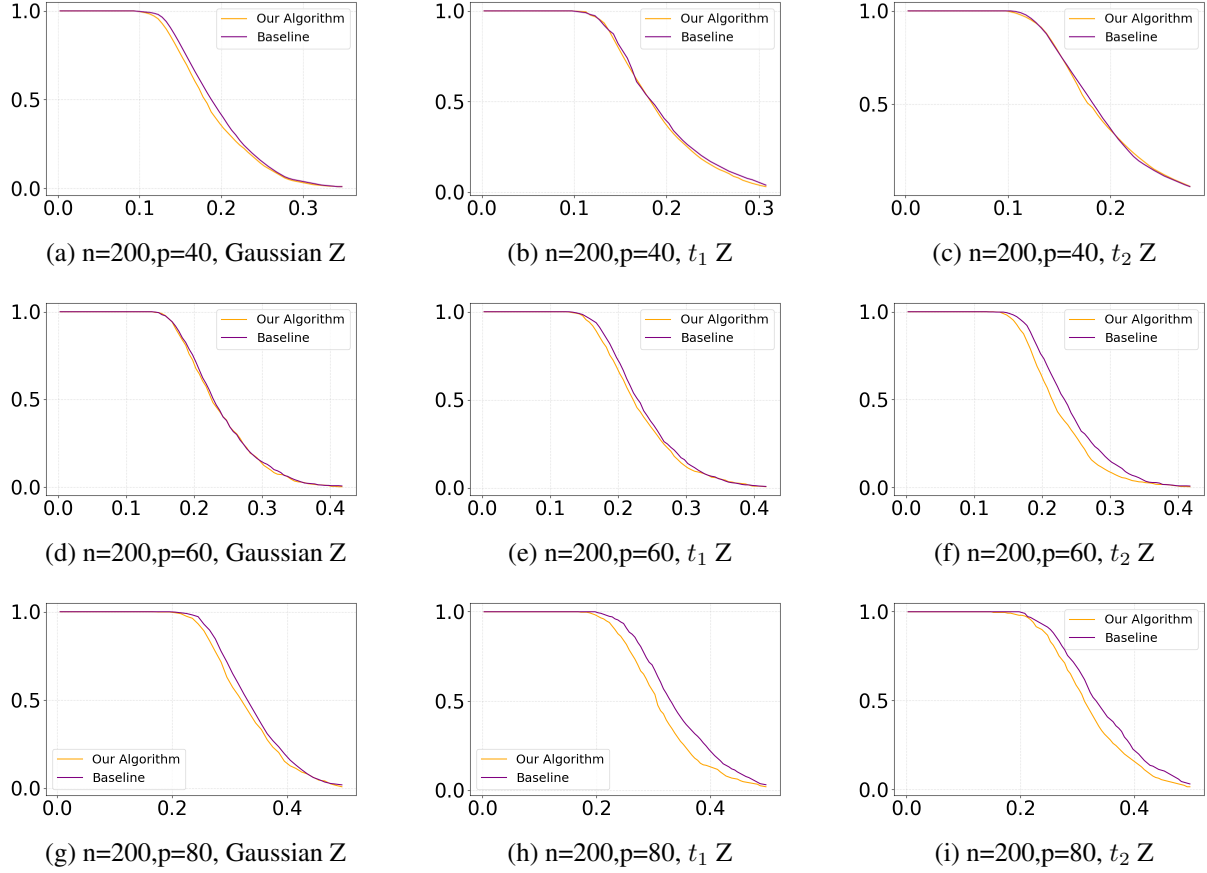 1.0
0.5
0.0
0.0 0.1 0.2 0.3
Our Algorithm
Baseline
(a) n=200,p=40, Gaussian Z
1.0
0.5
0.0
0.0 0.1 0.2 0.3
Our Algorithm
Baseline
(b) n=200,p=40, t₁ Z
1.0
0.5
0.0 0.2
Our Algorithm
Baseline
(c) n=200,p=40, t₂ Z
1.0
0.5
0.0
0.0 0.1 0.2 0.3 0.4
Our Algorithm
Baseline
(d) n=200,p=60, Gaussian Z
1.0
0.5
0.0
0.0 0.1 0.2 0.3 0.4
Our Algorithm
Baseline
(e) n=200,p=60, t₁ Z
1.0
0.5
0.0
0.0 0.1 0.2 0.3 0.4
Our Algorithm
Baseline
(f) n=200,p=60, t₂ Z
1.0
0.5
0.0
0.0 0.2 0.4
Our Algorithm
Baseline
(g) n=200,p=80, Gaussian Z
1.0
0.5
0.0
0.0 0.2 0.4
Our Algorithm
Baseline
(h) n=200,p=80, t₁ Z
1.0
0.5
0.0
0.0 0.2 0.4
Our Algorithm
Baseline
(i) n=200,p=80, t₂ Z